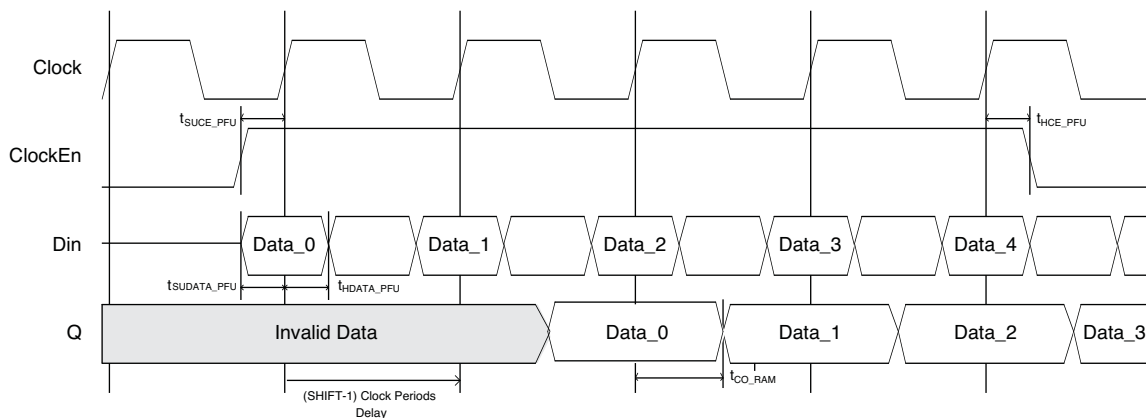 Clock
tSUCE_PFU
tHCE_PFU
ClockEn
Din
Data_0
Data_1
Data_2
Data_3
Data_4
tSUDATA_PFU
tHDATA_PFU
Q
Invalid Data
Data_0
Data_1
Data_2
Data_3
tCO_RAM
(SHIFT-1) Clock Periods
Delay